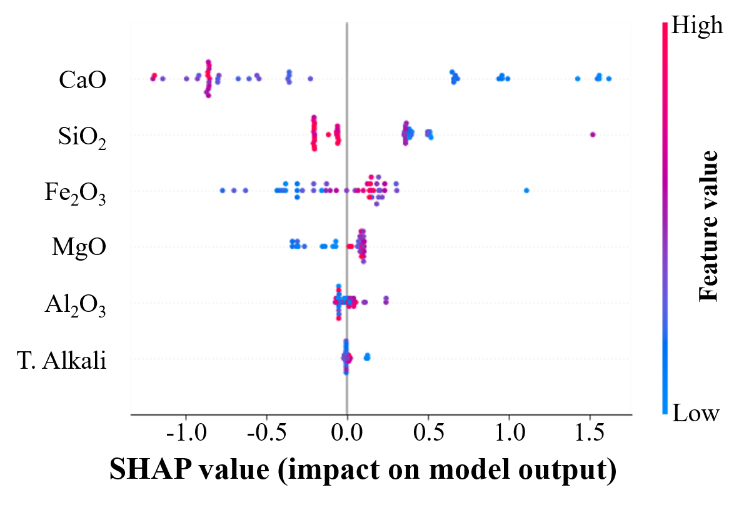 High
CaO
SiO₂
Fe₂O₃
MgO
Al₂O₃
T. Alkali
Feature value
Low
-1.0 -0.5 0.0 0.5 1.0 1.5
SHAP value (impact on model output)